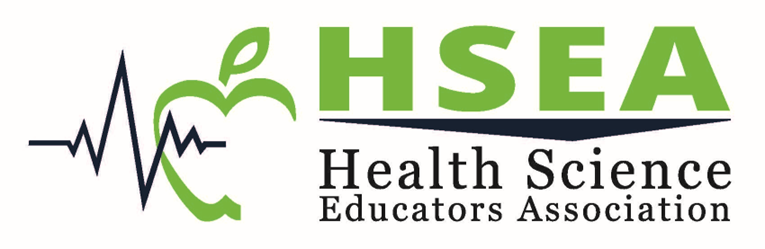 HSEA
Health Science
Educators Association